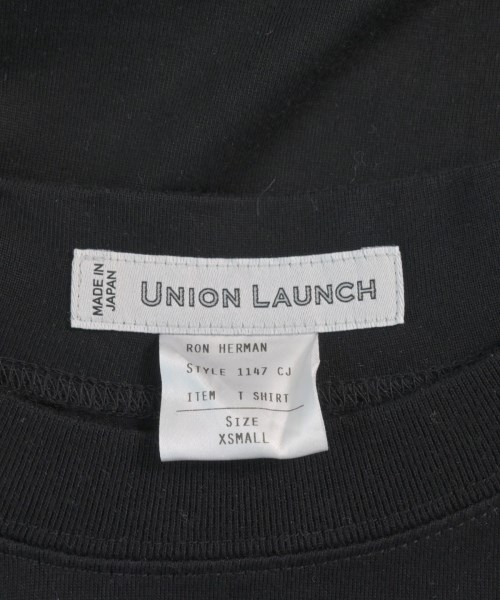 MADE IN
JAPAN
UNION LAUNCH
RON HERMAN
STYLE 1147 CJ
ITEM T SHIRT
SIZE
XSMALL